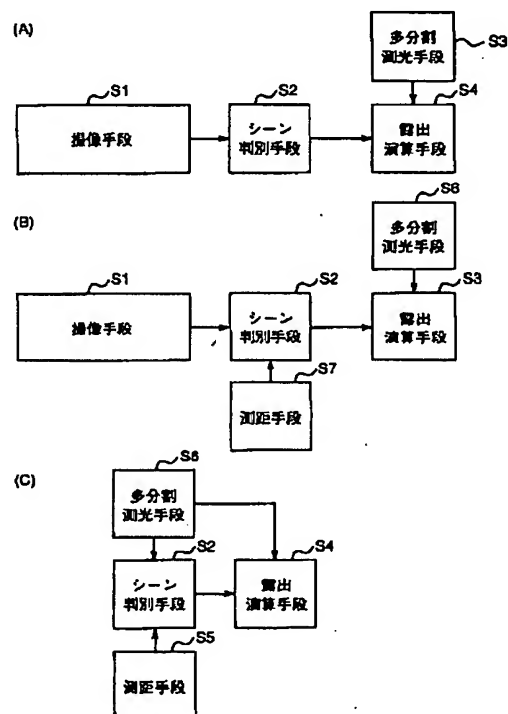 (A)
S3
多分割
測光手段
S1
S2
S4
撮像手段
シーン
判別手段
露出
演算手段
(B)
S6
多分割
測光手段
S1
S2
S3
撮像手段
シーン
判別手段
露出
演算手段
S7
測距手段
(C)
S6
多分割
測光手段
S2
S4
シーン
判別手段
露出
演算手段
S5
測距手段